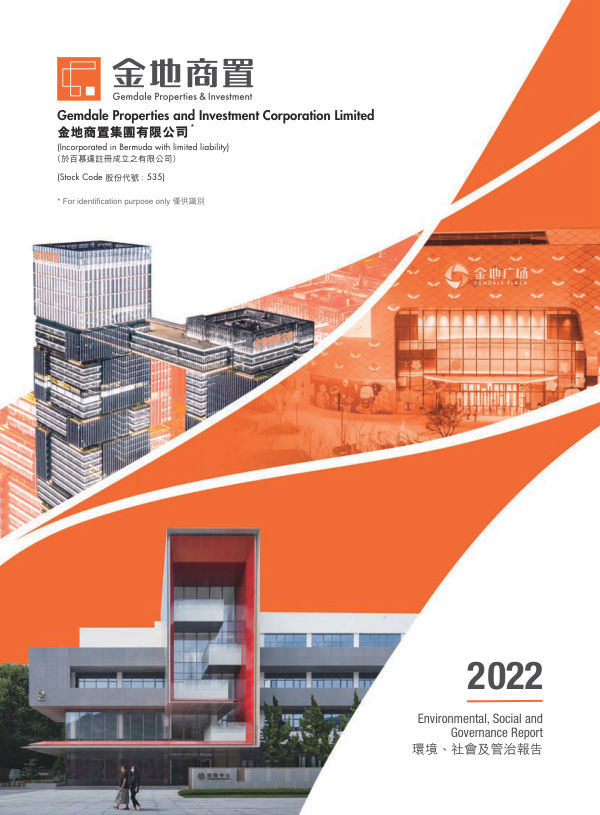 金地商置
Gemdale Properties & Investment
Gemdale Properties and Investment Corporation Limited
金地商置集團有限公司*
(Incorporated in Bermuda with limited liability)
(於百慕達註冊成立之有限公司)
(Stock Code 股份代號 : 535)
* For identification purpose only 僅供識別
金地广场
GEMDALE PLAZA
2
LIBRARY
2022
Environmental, Social and
Governance Report
環境、社會及管治報告